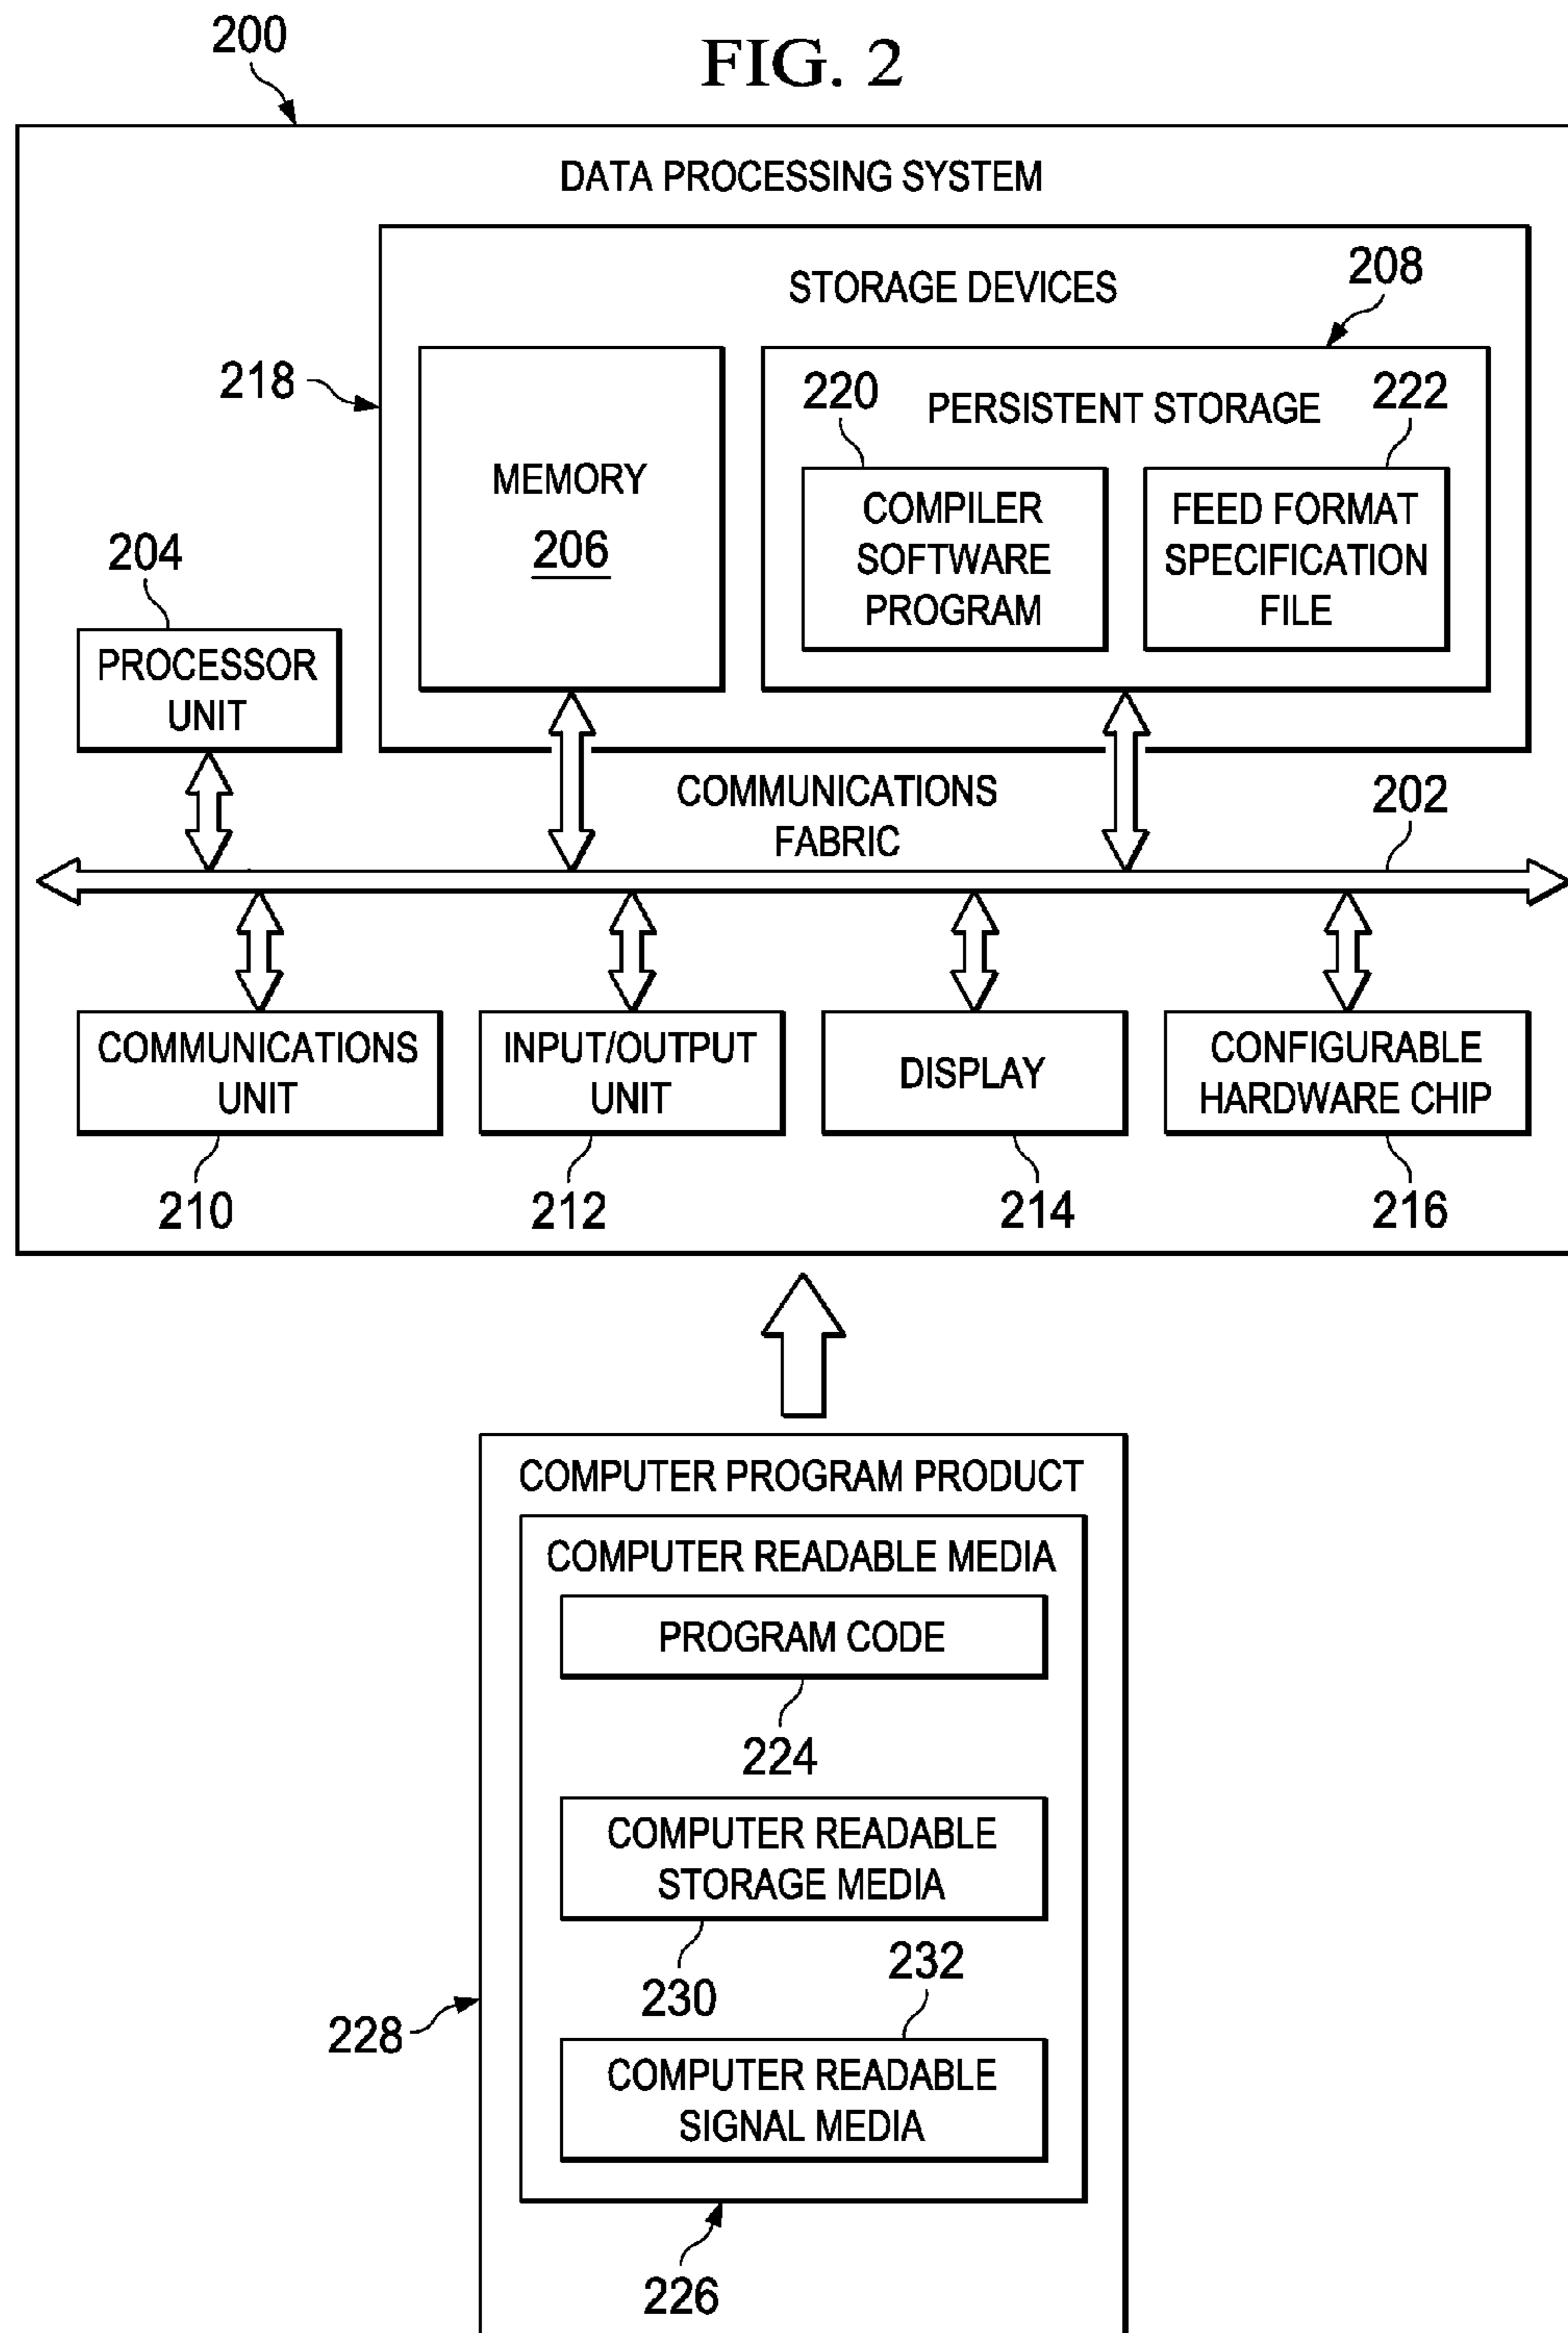 200
FIG. 2
DATA PROCESSING SYSTEM
STORAGE DEVICES
208
218
220
PERSISTENT STORAGE
222
MEMORY
206
COMPILER
SOFTWARE
PROGRAM
FEED FORMAT
SPECIFICATION
FILE
204
PROCESSOR
UNIT
COMMUNICATIONS
FABRIC
202
COMMUNICATIONS
UNIT
INPUT/OUTPUT
UNIT
DISPLAY
CONFIGURABLE
HARDWARE CHIP
210
212
214
216
COMPUTER PROGRAM PRODUCT
COMPUTER READABLE MEDIA
PROGRAM CODE
224
COMPUTER READABLE
STORAGE MEDIA
230
232
228
COMPUTER READABLE
SIGNAL MEDIA
226